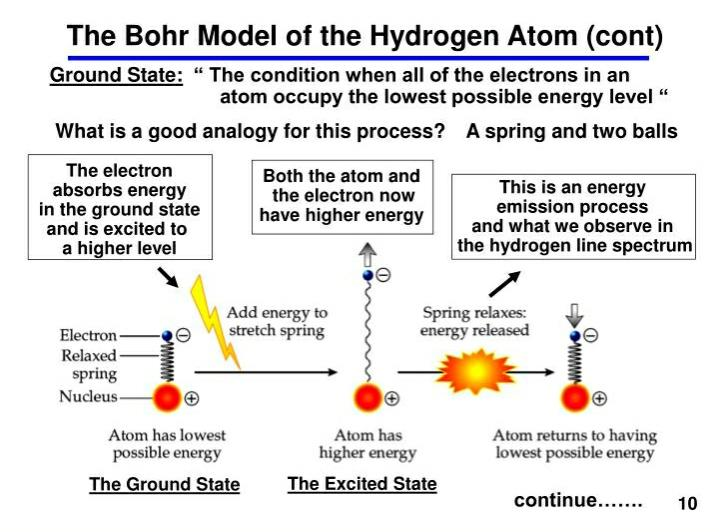 The Bohr Model of the Hydrogen Atom (cont)
Ground State: “ The condition when all of the electrons in an
atom occupy the lowest possible energy level “
What is a good analogy for this process? A spring and two balls
The electron
absorbs energy
in the ground state
and is excited to
a higher level
Both the atom and
the electron now
have higher energy
This is an energy
emission process
and what we observe in
the hydrogen line spectrum
Electron
Relaxed
spring
Nucleus
−
+
Add energy to
stretch spring
−
+
Spring relaxes:
energy released
−
+
Atom has lowest
possible energy
Atom has
higher energy
Atom returns to having
lowest possible energy
The Ground State
The Excited State
continue…….
10